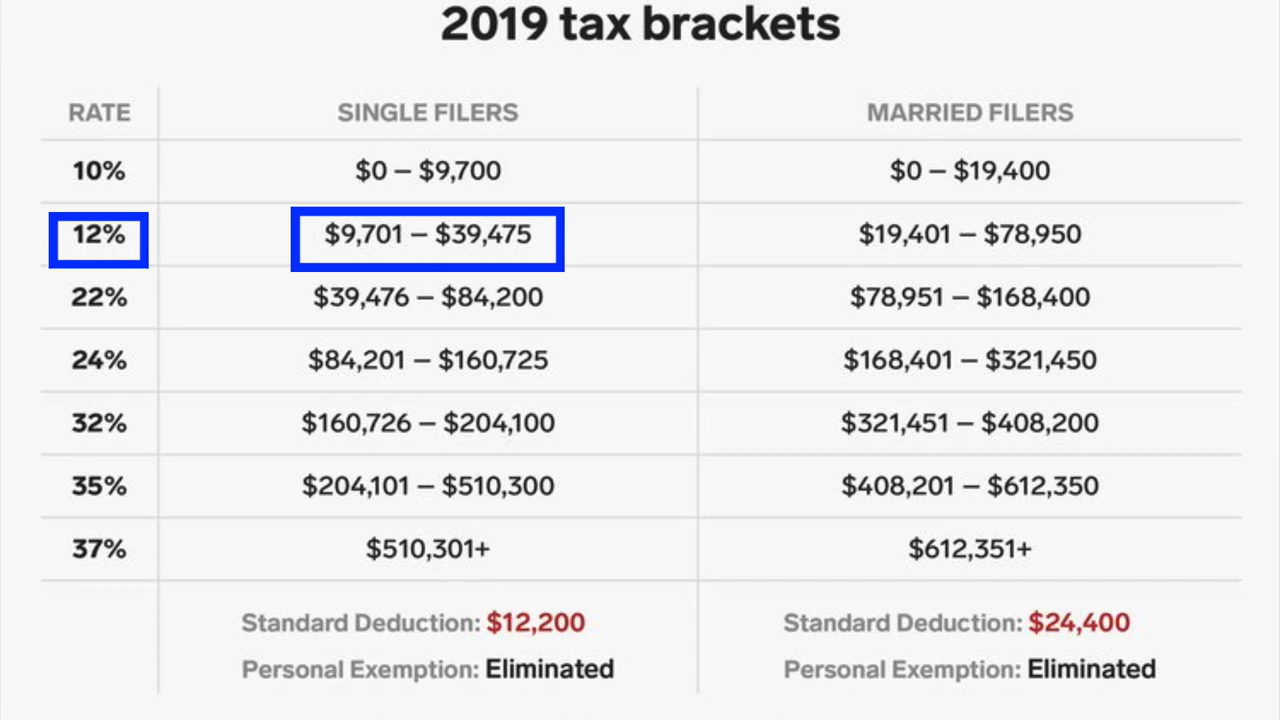 2019 tax brackets
RATE SINGLE FILERS MARRIED FILERS
10% $0 – $9,700 $0 – $19,400
12% $9,701 – $39,475 $19,401 – $78,950
22% $39,476 – $84,200 $78,951 – $168,400
24% $84,201 – $160,725 $168,401 – $321,450
32% $160,726 – $204,100 $321,451 – $408,200
35% $204,101 – $510,300 $408,201 – $612,350
37% $510,301+ $612,351+
Standard Deduction: $12,200 Standard Deduction: $24,400
Personal Exemption: Eliminated Personal Exemption: Eliminated